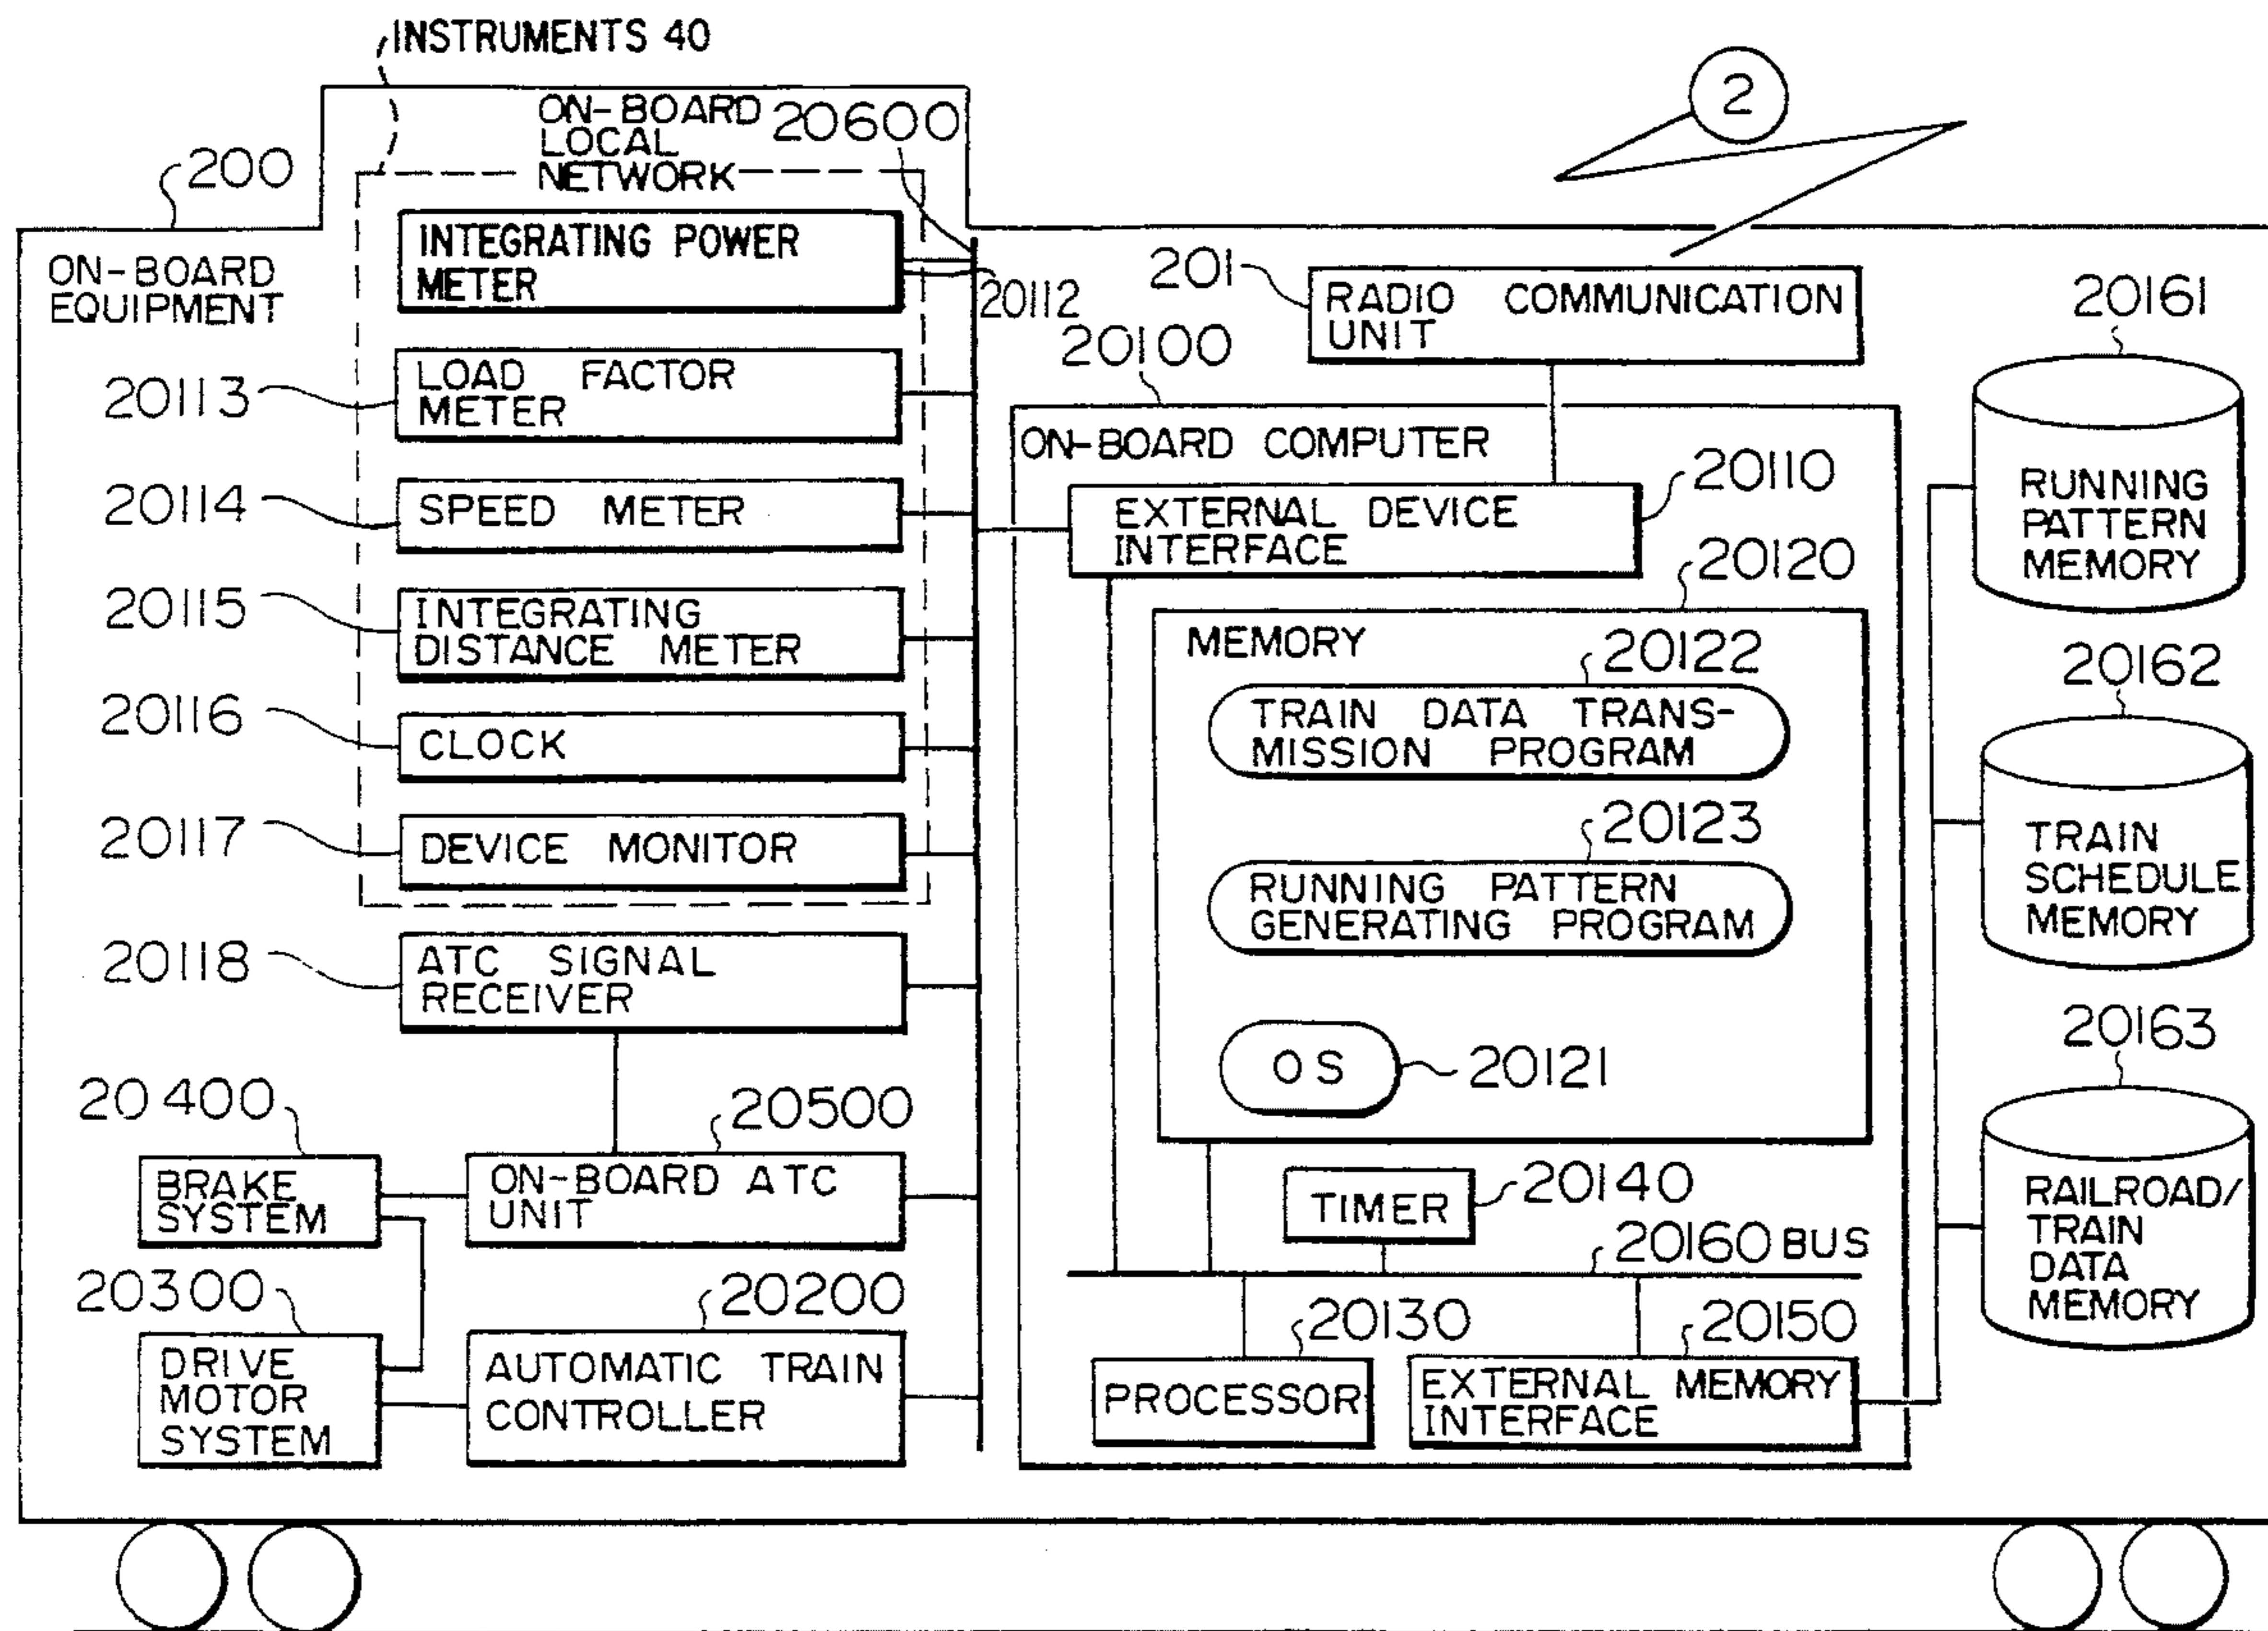 INSTRUMENTS 40
ON-BOARD
LOCAL
NETWORK
20600
200
ON-BOARD
EQUIPMENT
INTEGRATING POWER
METER
20112
20113
LOAD FACTOR
METER
20114
SPEED METER
20115
INTEGRATING
DISTANCE METER
20116
CLOCK
20117
DEVICE MONITOR
20118
ATC SIGNAL
RECEIVER
20400
BRAKE
SYSTEM
20500
ON-BOARD ATC
UNIT
20300
DRIVE
MOTOR
SYSTEM
20200
AUTOMATIC TRAIN
CONTROLLER
2
201
RADIO COMMUNICATION
UNIT
20100
ON-BOARD COMPUTER
20110
EXTERNAL DEVICE
INTERFACE
20120
MEMORY
20122
TRAIN DATA TRANS-
MISSION PROGRAM
20123
RUNNING PATTERN
GENERATING PROGRAM
OS
20121
TIMER
20140
20160 BUS
20130
PROCESSOR
20150
EXTERNAL MEMORY
INTERFACE
20161
RUNNING
PATTERN
MEMORY
20162
TRAIN
SCHEDULE
MEMORY
20163
RAILROAD/
TRAIN
DATA
MEMORY